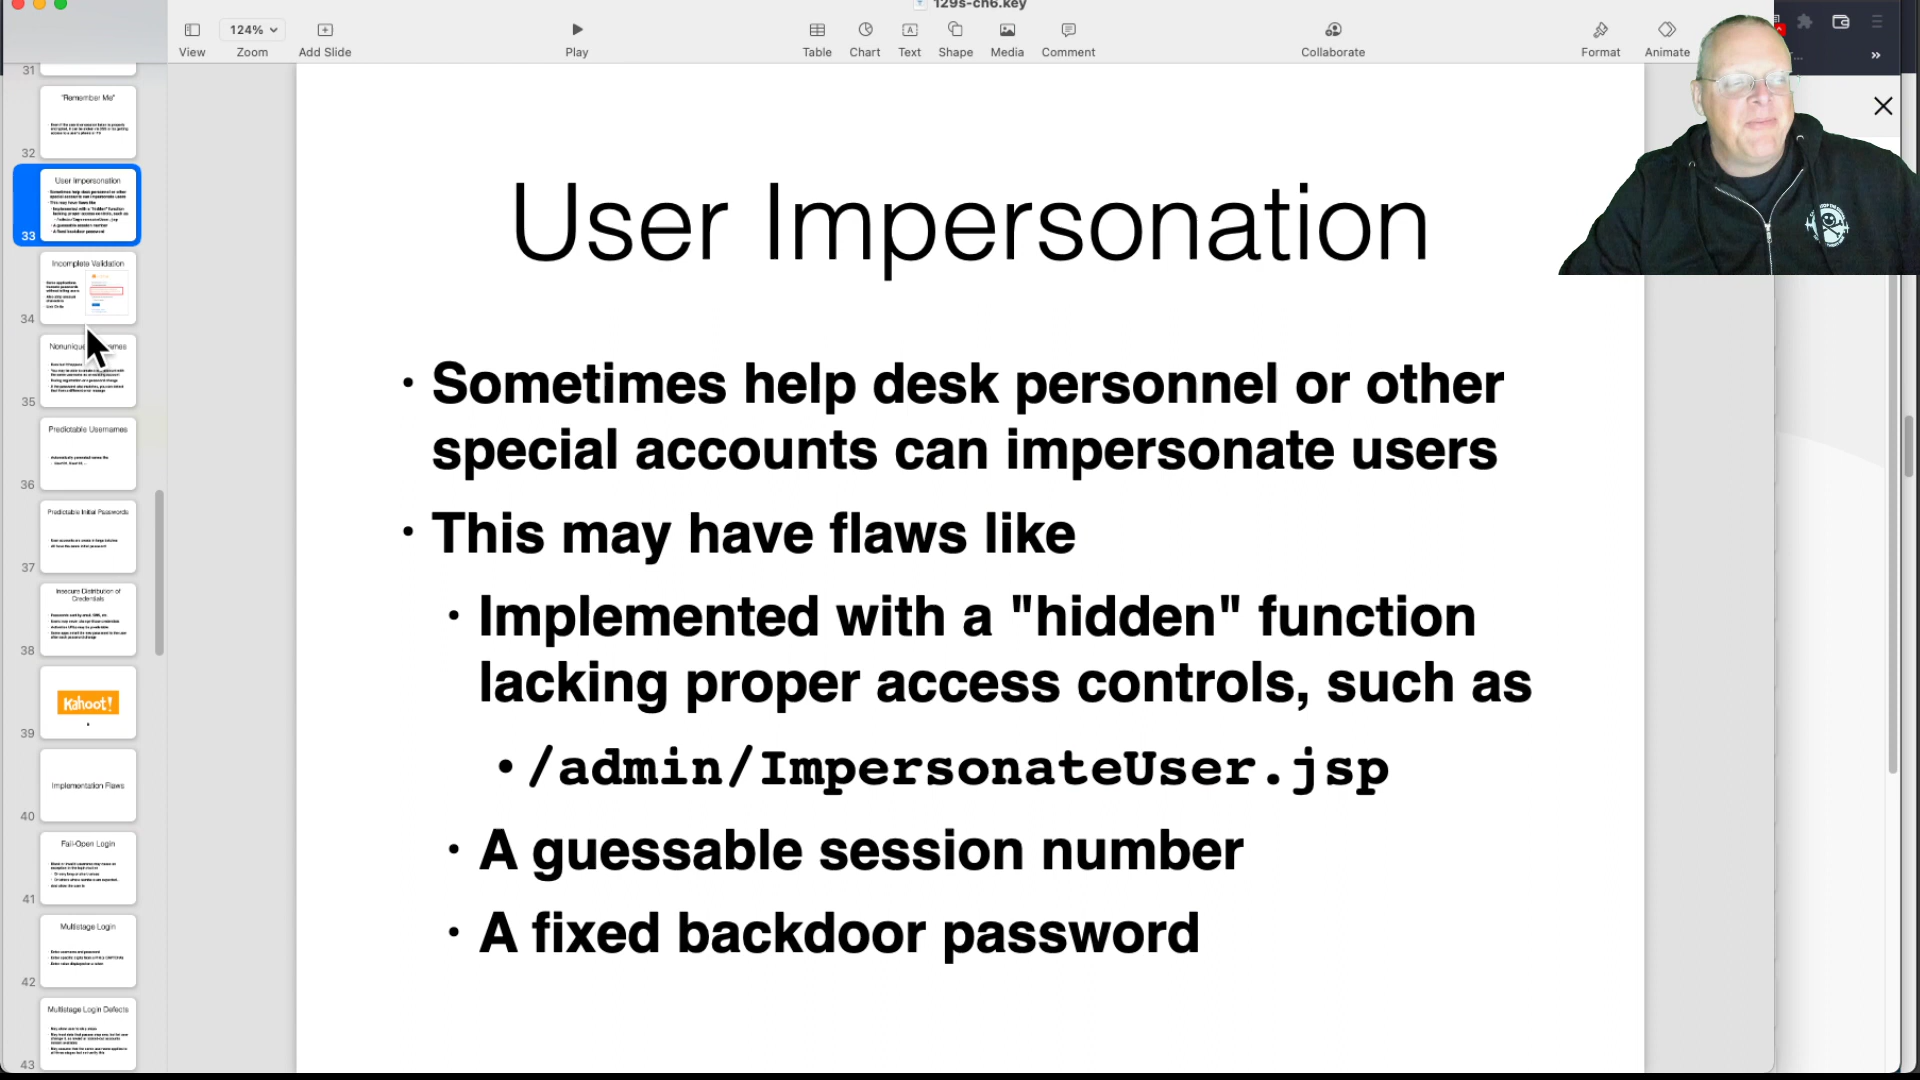 129s-ch6.key
124%
View
Zoom
Add Slide
Play
Table
Chart
Text
Shape
Media
Comment
Collaborate
Format
Animate
31
"Remember Me"
32
User Impersonation
33
Incomplete Validation
34
35
Predictable Usernames
36
Predictable Initial Passwords
37
Insecure Distribution of
Credentials
38
Kahoot!
39
Implementation Flaws
40
Fail-Open Login
41
Multistage Login
42
Multistage Login Defects
43
User Impersonation
• Sometimes help desk personnel or other
special accounts can impersonate users
• This may have flaws like
• Implemented with a "hidden" function
lacking proper access controls, such as
• /admin/ImpersonateUser.jsp
• A guessable session number
• A fixed backdoor password